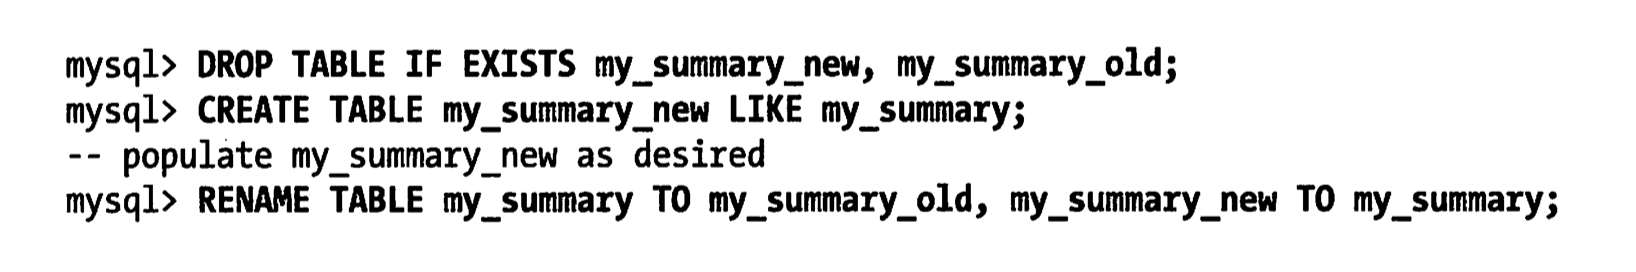 mysql> DROP TABLE IF EXISTS my_summary_new, my_summary_old;
mysql> CREATE TABLE my_summary_new LIKE my_summary;
-- populate my_summary_new as desired
mysql> RENAME TABLE my_summary TO my_summary_old, my_summary_new TO my_summary;